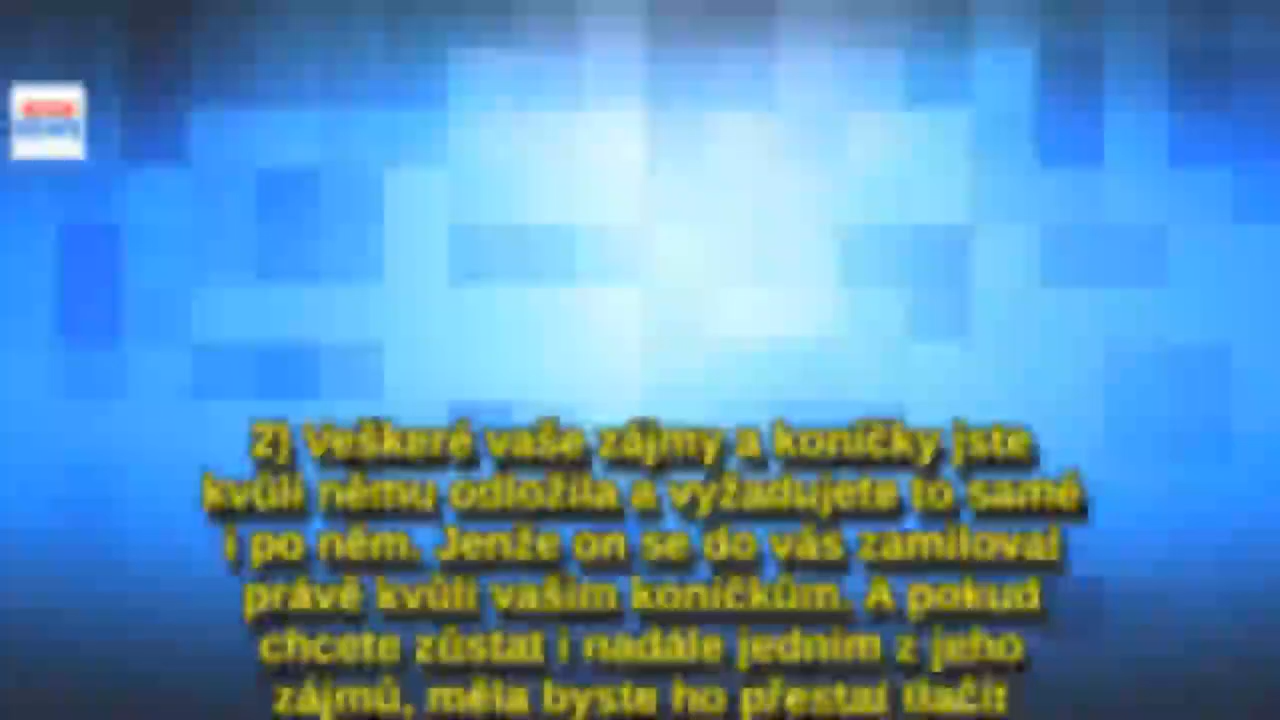 2) Veškeré vaše zájmy a koníčky jste
kvůli němu odložila a vyžadujete to samé
i po něm. Jenže on se do vás zamiloval
právě kvůli vašim koníčkům. A pokud
chcete zůstat i nadále jedním z jeho
zájmů, měla byste ho přestat tlačit